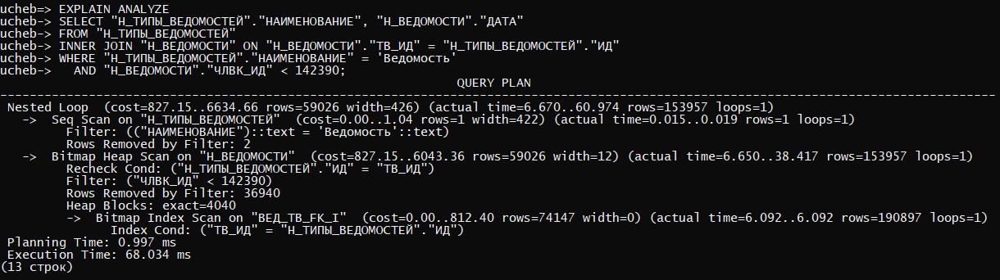 ucheb=> EXPLAIN ANALYZE
ucheb-> SELECT "Н_ТИПЫ_ВЕДОМОСТЕЙ"."НАИМЕНОВАНИЕ", "Н_ВЕДОМОСТИ"."ДАТА"
ucheb-> FROM "Н_ТИПЫ_ВЕДОМОСТЕЙ"
ucheb-> INNER JOIN "Н_ВЕДОМОСТИ" ON "Н_ВЕДОМОСТИ"."ТВ_ИД" = "Н_ТИПЫ_ВЕДОМОСТЕЙ"."ИД"
ucheb-> WHERE "Н_ТИПЫ_ВЕДОМОСТЕЙ"."НАИМЕНОВАНИЕ" = 'Ведомость'
ucheb->   AND "Н_ВЕДОМОСТИ"."ЧЛВК_ИД" < 142390;
QUERY PLAN
Nested Loop  (cost=827.15..6634.66 rows=59026 width=426) (actual time=6.670..60.974 rows=153957 loops=1)
->  Seq Scan on "Н_ТИПЫ_ВЕДОМОСТЕЙ"  (cost=0.00..1.04 rows=1 width=422) (actual time=0.015..0.019 rows=1 loops=1)
Filter: (("НАИМЕНОВАНИЕ")::text = 'Ведомость'::text)
Rows Removed by Filter: 2
->  Bitmap Heap Scan on "Н_ВЕДОМОСТИ"  (cost=827.15..6043.36 rows=59026 width=12) (actual time=6.650..38.417 rows=153957 loops=1)
Recheck Cond: ("Н_ТИПЫ_ВЕДОМОСТЕЙ"."ИД" = "ТВ_ИД")
Filter: ("ЧЛВК_ИД" < 142390)
Rows Removed by Filter: 36940
Heap Blocks: exact=4040
->  Bitmap Index Scan on "ВЕД_ТВ_FK_I"  (cost=0.00..812.40 rows=74147 width=0) (actual time=6.092..6.092 rows=190897 loops=1)
Index Cond: ("ТВ_ИД" = "Н_ТИПЫ_ВЕДОМОСТЕЙ"."ИД")
Planning Time: 0.997 ms
Execution Time: 68.034 ms
(13 строк)